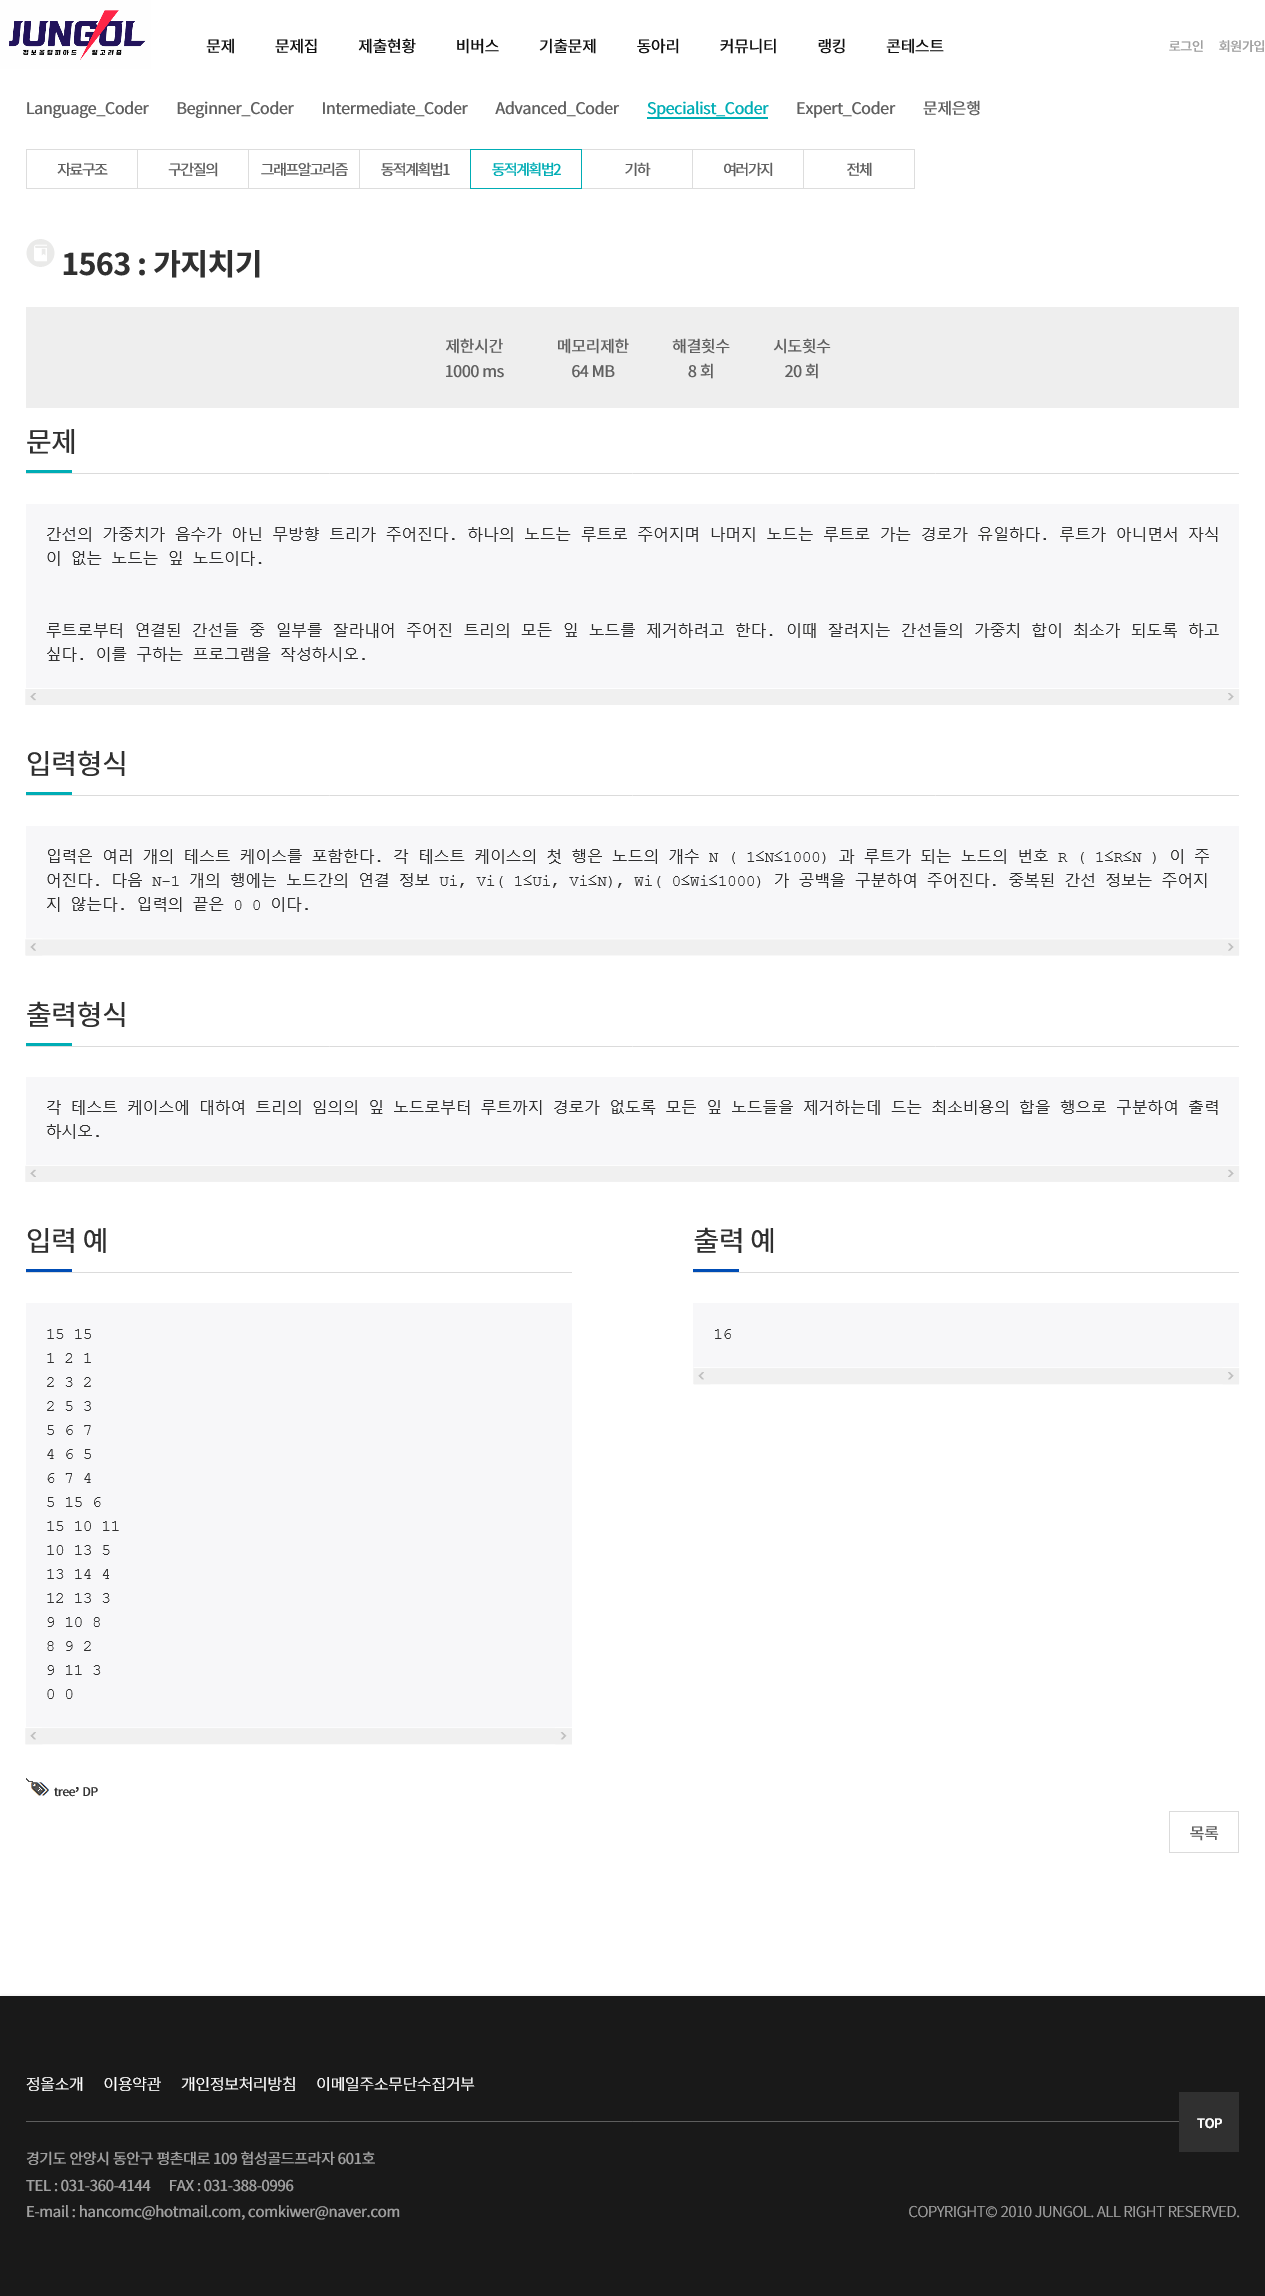 JUNGOL
정보올림피아드 알고리즘
문제 문제집 제출현황 비버스 기출문제 동아리 커뮤니티 랭킹 콘테스트 로그인 회원가입
Language_Coder Beginner_Coder Intermediate_Coder Advanced_Coder Specialist_Coder Expert_Coder 문제은행
자료구조 구간질의 그래프알고리즘 동적계획법1 동적계획법2 기하 여러가지 전체
1563 : 가지치기
제한시간 메모리제한 해결횟수 시도횟수
1000 ms 64 MB 8 회 20 회
문제
간선의 가중치가 음수가 아닌 무방향 트리가 주어진다. 하나의 노드는 루트로 주어지며 나머지 노드는 루트로 가는 경로가 유일하다. 루트가 아니면서 자식
이 없는 노드는 잎 노드이다.
루트로부터 연결된 간선들 중 일부를 잘라내어 주어진 트리의 모든 잎 노드를 제거하려고 한다. 이때 잘려지는 간선들의 가중치 합이 최소가 되도록 하고
싶다. 이를 구하는 프로그램을 작성하시오.
입력형식
입력은 여러 개의 테스트 케이스를 포함한다. 각 테스트 케이스의 첫 행은 노드의 개수 N ( 1≤N≤1000) 과 루트가 되는 노드의 번호 R ( 1≤R≤N ) 이 주
어진다. 다음 N-1 개의 행에는 노드간의 연결 정보 Ui, Vi( 1≤Ui, Vi≤N), Wi( 0≤Wi≤1000) 가 공백을 구분하여 주어진다. 중복된 간선 정보는 주어지
지 않는다. 입력의 끝은 0 0 이다.
출력형식
각 테스트 케이스에 대하여 트리의 임의의 잎 노드로부터 루트까지 경로가 없도록 모든 잎 노드들을 제거하는데 드는 최소비용의 합을 행으로 구분하여 출력
하시오.
입력 예
15 15
1 2 1
2 3 2
2 5 3
5 6 7
4 6 5
6 7 4
5 15 6
15 10 11
10 13 5
13 14 4
12 13 3
9 10 8
8 9 2
9 11 3
0 0
출력 예
16
tree' DP
목록
정올소개 이용약관 개인정보처리방침 이메일주소무단수집거부
TOP
경기도 안양시 동안구 평촌대로 109 협성골드프라자 601호
TEL : 031-360-4144 FAX : 031-388-0996
E-mail : hancomc@hotmail.com, comkiwer@naver.com COPYRIGHT© 2010 JUNGOL. ALL RIGHT RESERVED.